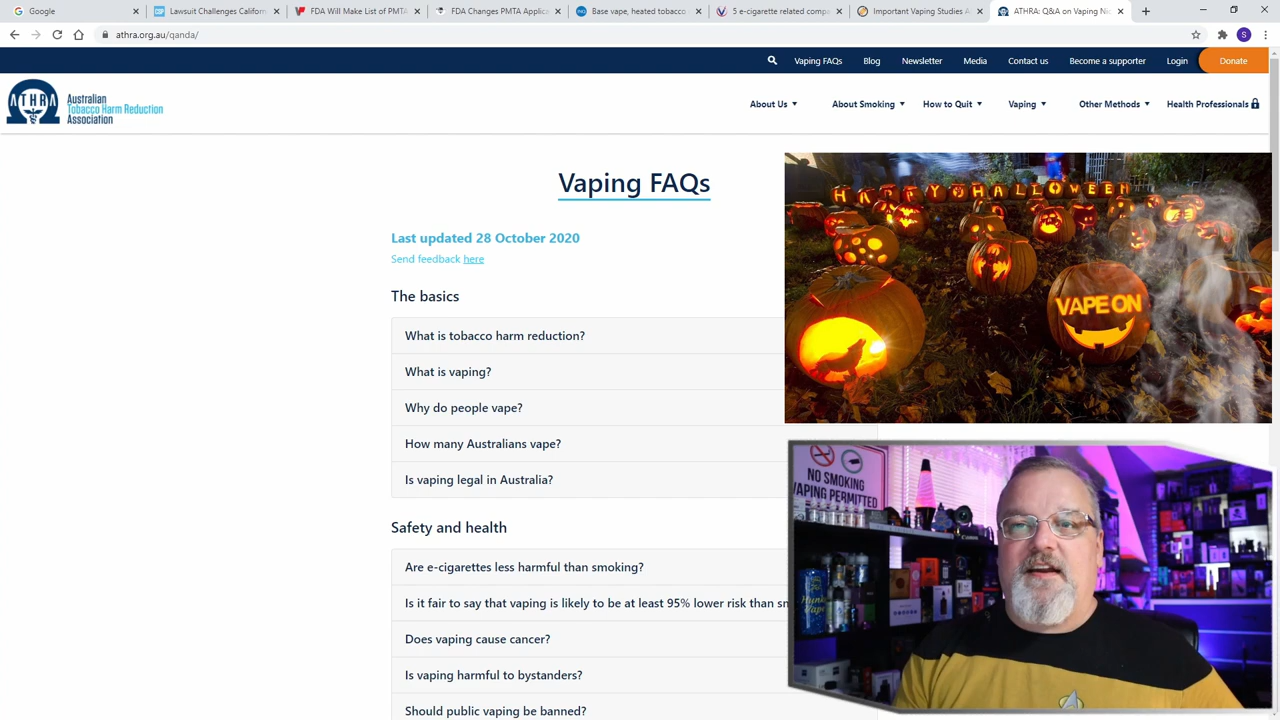 Google
Lawsuit Challenges Californ
FDA Will Make List of PMTA
FDA Changes PMTA Applica
Base vape, heated tobacco
5 e-cigarette related comp
Important Vaping Studies A
ATHRA: Q&A on Vaping Nic
athra.org.au/qanda/
S
Vaping FAQs
Blog
Newsletter
Media
Contact us
Become a supporter
Login
Donate
ATHRA
Australian
Tobacco Harm Reduction
Association
About Us
About Smoking
How to Quit
Vaping
Other Methods
Health Professionals
Vaping FAQs
Last updated 28 October 2020
Send feedback here
The basics
What is tobacco harm reduction?
What is vaping?
Why do people vape?
How many Australians vape?
Is vaping legal in Australia?
HAPPY HALLOWEEN
VAPE ON
Safety and health
Are e-cigarettes less harmful than smoking?
Is it fair to say that vaping is likely to be at least 95% lower risk than sm
Does vaping cause cancer?
Is vaping harmful to bystanders?
Should public vaping be banned?
NO SMOKING
VAPING PERMITTED
Canon